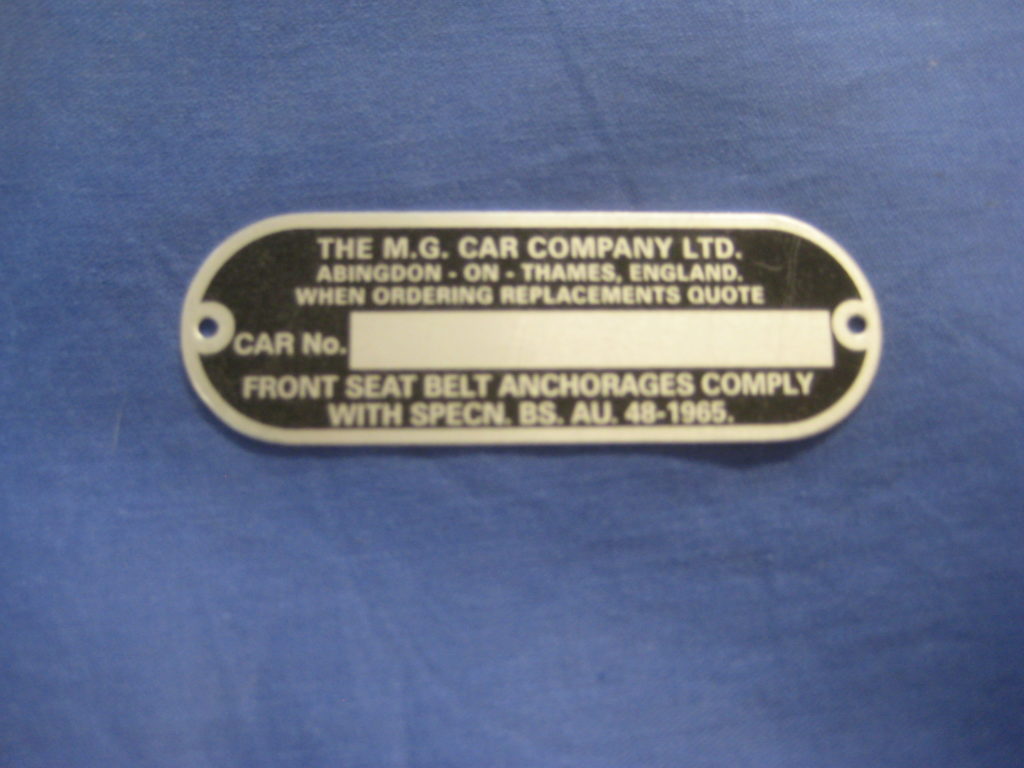 THE M.G. CAR COMPANY LTD.
ABINGDON - ON - THAMES, ENGLAND.
WHEN ORDERING REPLACEMENTS QUOTE
CAR No.
FRONT SEAT BELT ANCHORAGES COMPLY
WITH SPECN. BS. AU. 48-1965.